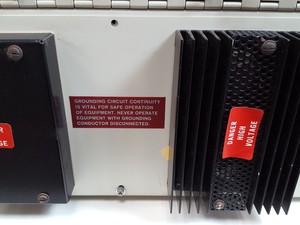 GROUNDING CIRCUIT CONTINUITY
IS VITAL FOR SAFE OPERATION
OF EQUIPMENT. NEVER OPERATE
EQUIPMENT WITH GROUNDING
CONDUCTOR DISCONNECTED.
DANGER
HIGH
VOLTAGE